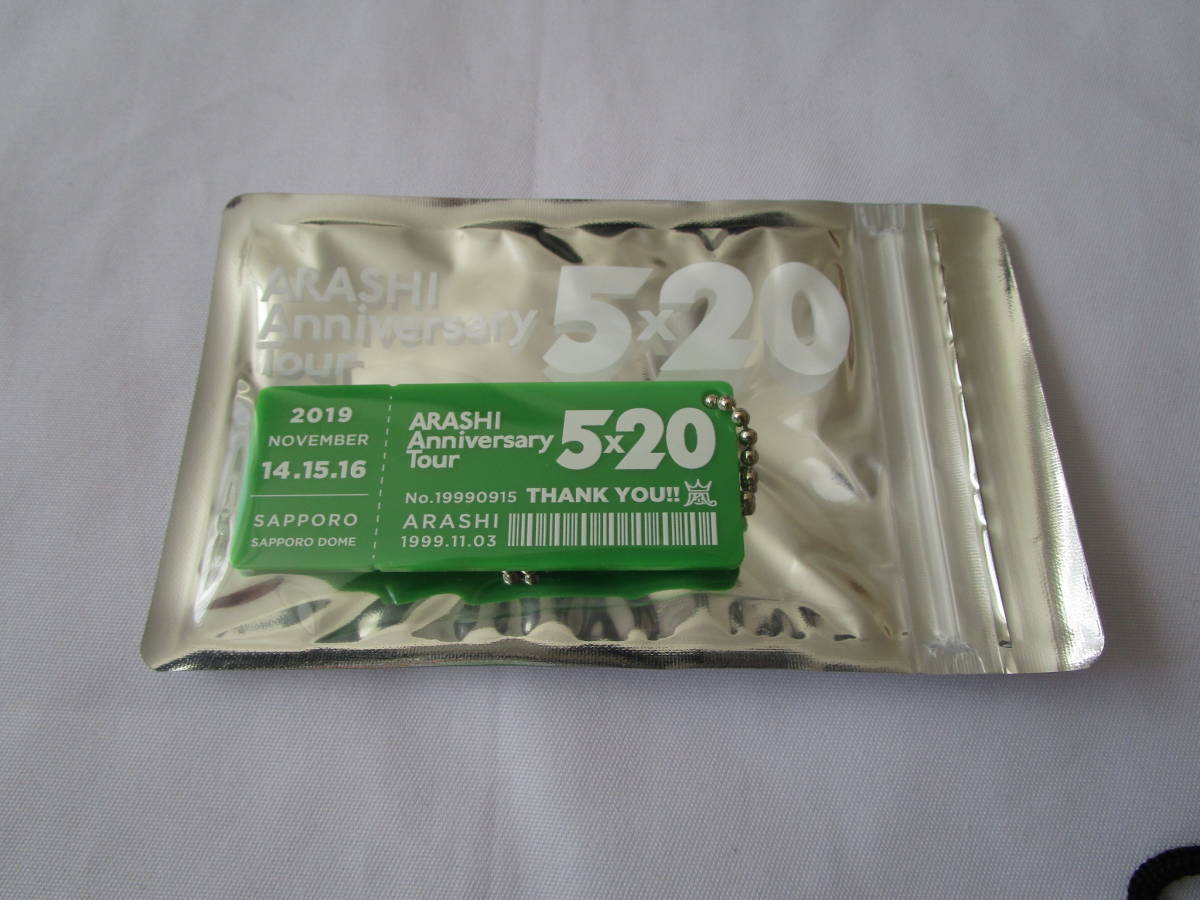 ARASHI
Anniversary
Tour
5x20
2019
NOVEMBER
14.15.16
SAPPORO
SAPPORO DOME
ARASHI
Anniversary
Tour
5x20
No.19990915 THANK YOU!! 嵐
ARASHI
1999.11.03